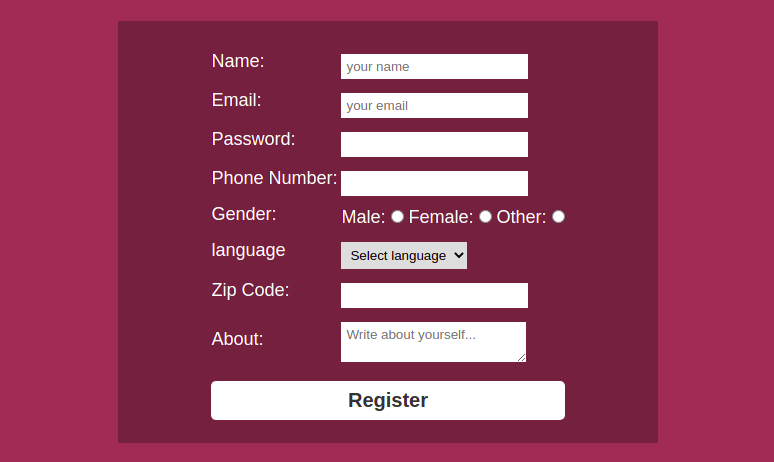 Name: your name
Email: your email
Password:
Phone Number:
Gender: Male: Female: Other:
language Select language
Zip Code:
About: Write about yourself...
Register